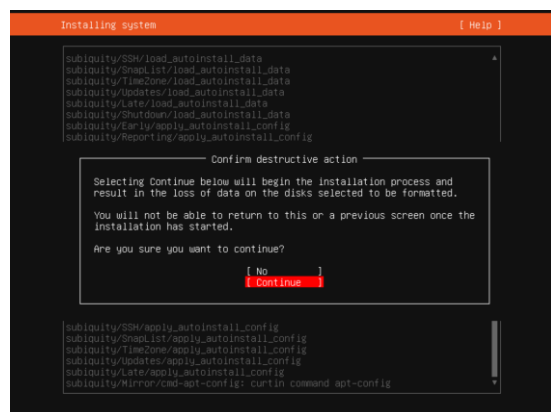 Installing system [ Help ]
subiquity/SSH/load_autoinstall_data
subiquity/SnapList/load_autoinstall_data
subiquity/TimeZone/load_autoinstall_data
subiquity/Updates/load_autoinstall_data
subiquity/Late/load_autoinstall_data
subiquity/Shutdown/load_autoinstall_data
subiquity/Early/apply_autoinstall_config
subiquity/Reporting/apply_autoinstall_config
Confirm destructive action
Selecting Continue below will begin the installation process and
result in the loss of data on the disks selected to be formatted.
You will not be able to return to this or a previous screen once the
installation has started.
Are you sure you want to continue?
[ No ]
[ Continue ]
subiquity/SSH/apply_autoinstall_config
subiquity/SnapList/apply_autoinstall_config
subiquity/TimeZone/apply_autoinstall_config
subiquity/Updates/apply_autoinstall_config
subiquity/Late/apply_autoinstall_config
subiquity/Mirror/cmd-apt-config: curtin command apt-config